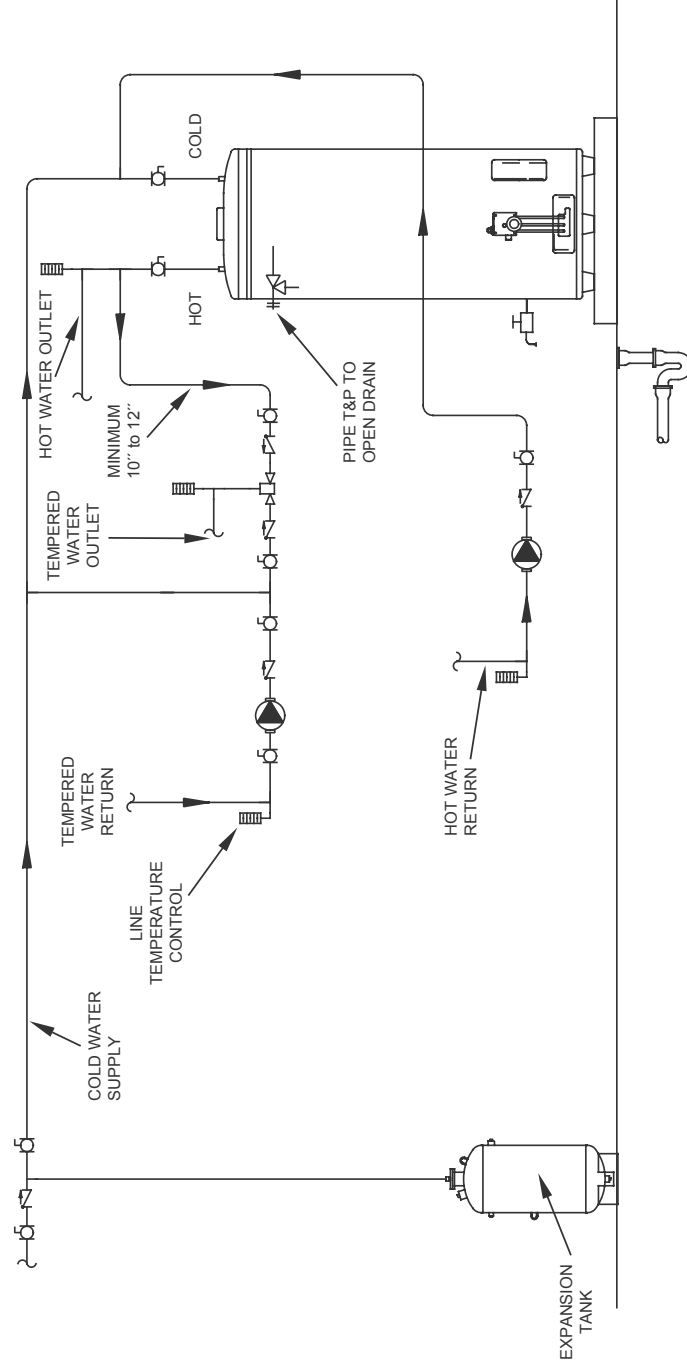 COLD
HOT
HOT WATER OUTLET
MINIMUM
10″ to 12″
PIPE T&P TO
OPEN DRAIN
TEMPERED
WATER
OUTLET
TEMPERED
WATER
RETURN
HOT WATER
RETURN
LINE
TEMPERATURE
CONTROL
COLD WATER
SUPPLY
EXPANSION
TANK